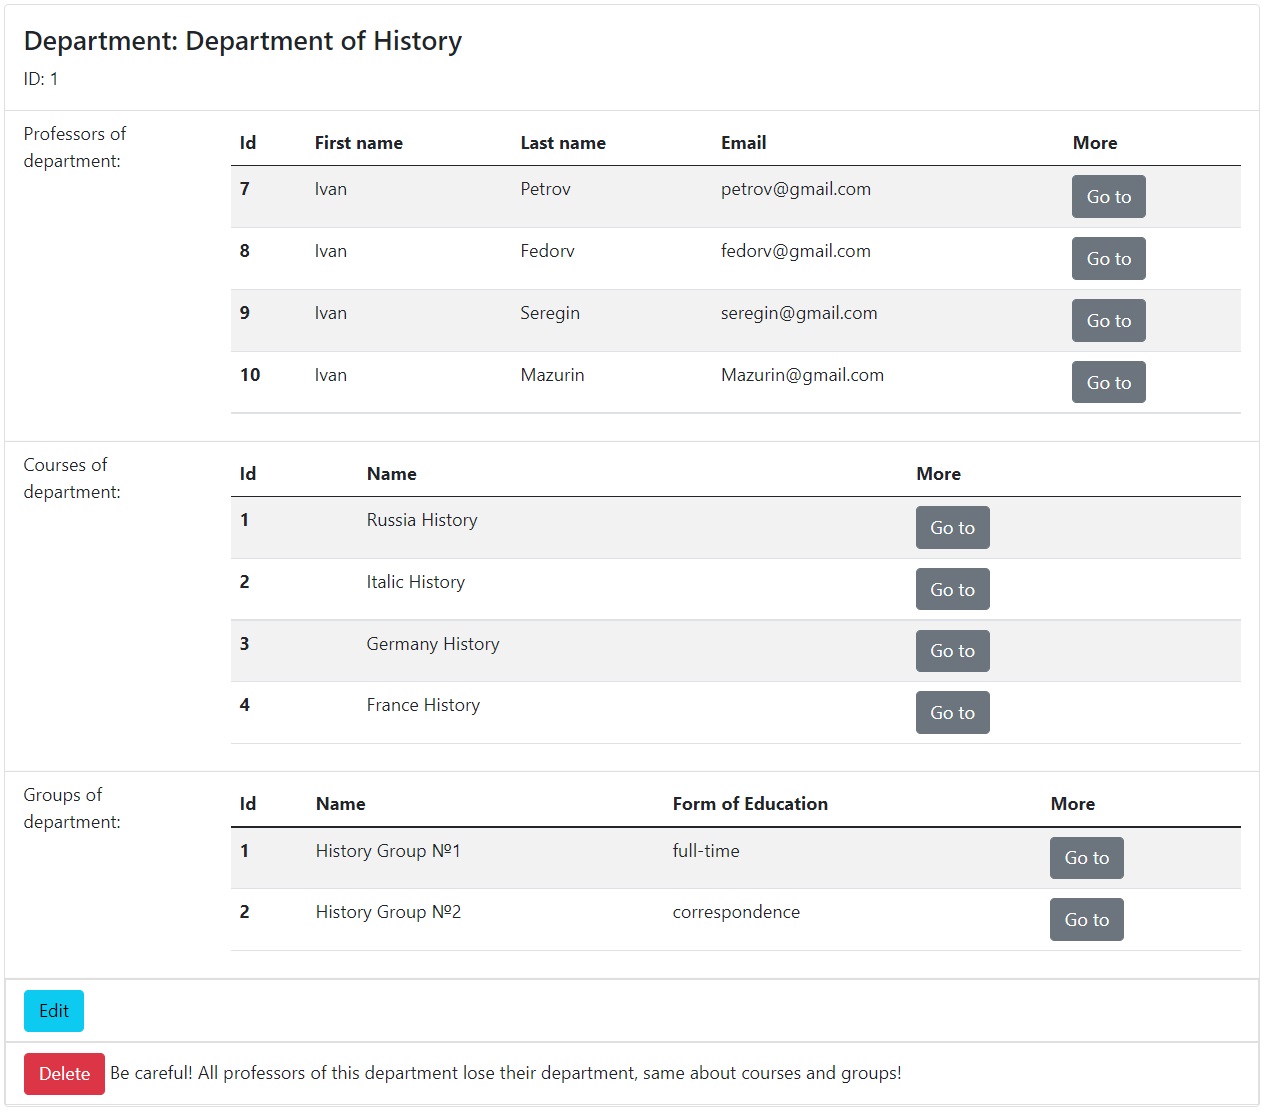 Department: Department of History
ID: 1
Professors of
department:
Id First name Last name Email More
7 Ivan Petrov petrov@gmail.com Go to
8 Ivan Fedorv fedorv@gmail.com Go to
9 Ivan Seregin seregin@gmail.com Go to
10 Ivan Mazurin Mazurin@gmail.com Go to
Courses of
department:
Id Name More
1 Russia History Go to
2 Italic History Go to
3 Germany History Go to
4 France History Go to
Groups of
department:
Id Name Form of Education More
1 History Group №1 full-time Go to
2 History Group №2 correspondence Go to
Edit
Delete Be careful! All professors of this department lose their department, same about courses and groups!